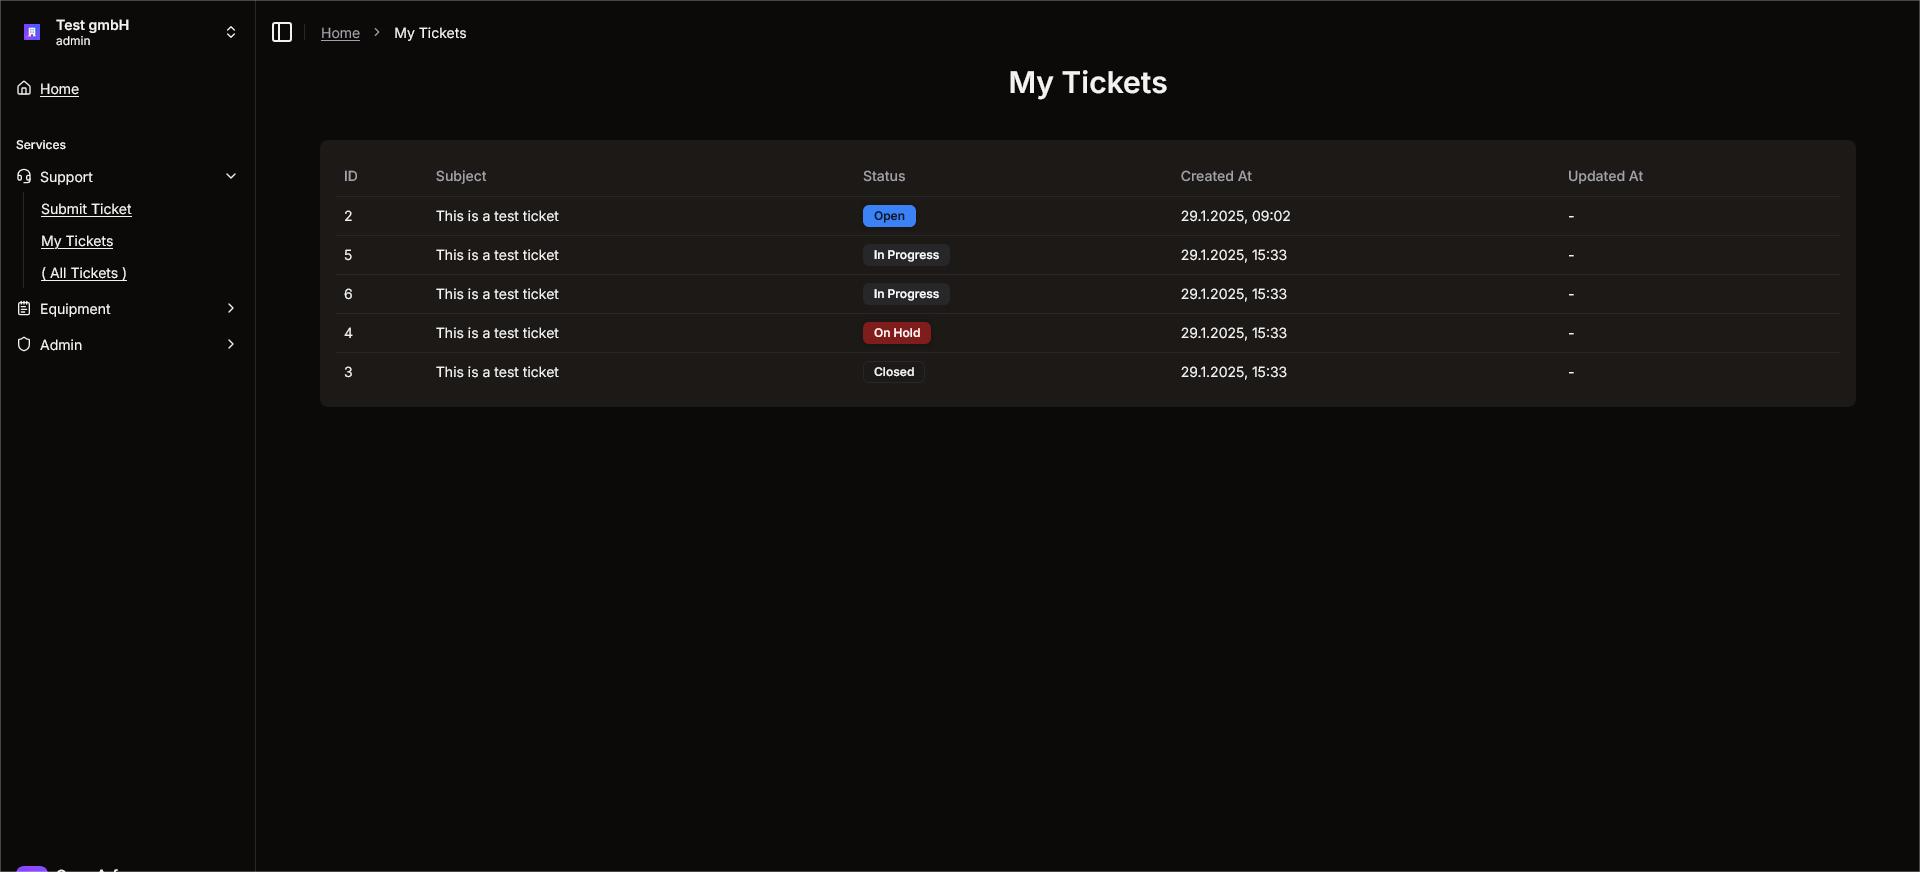 Test gmbH
admin
Home
Services
Support
Submit Ticket
My Tickets
( All Tickets )
Equipment
Admin
Home > My Tickets
My Tickets
ID Subject Status Created At Updated At
2 This is a test ticket Open 29.1.2025, 09:02 -
5 This is a test ticket In Progress 29.1.2025, 15:33 -
6 This is a test ticket In Progress 29.1.2025, 15:33 -
4 This is a test ticket On Hold 29.1.2025, 15:33 -
3 This is a test ticket Closed 29.1.2025, 15:33 -